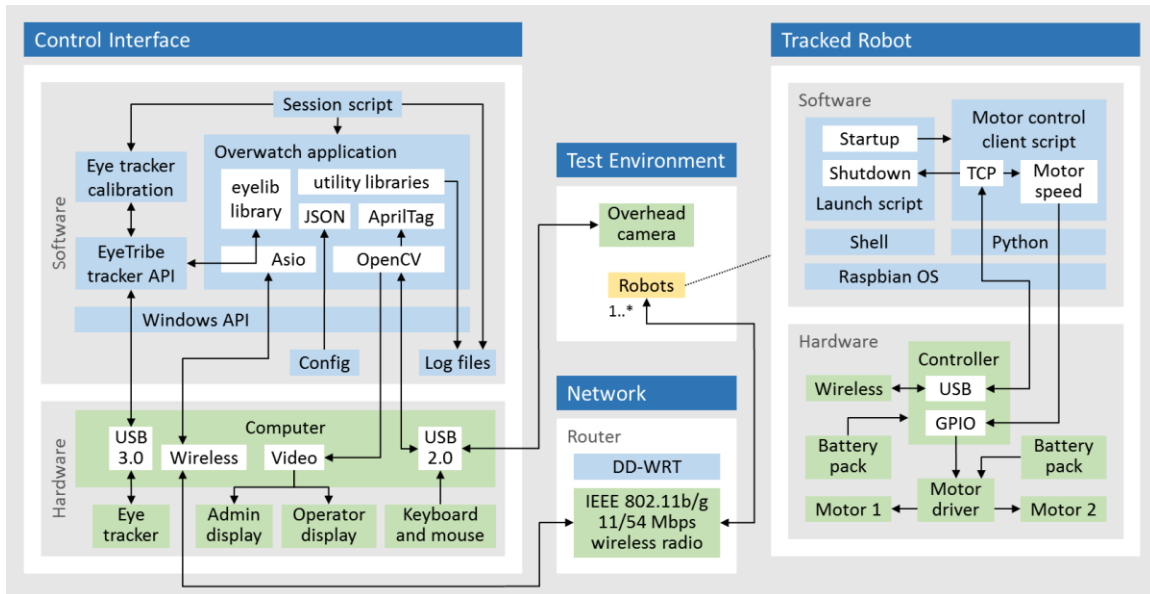 Control Interface
Software
Session script
Eye tracker
calibration
Overwatch application
eyelib
library
utility libraries
JSON
AprilTag
EyeTribe
tracker API
Asio
OpenCV
Windows API
Config
Log files
Hardware
Computer
USB
3.0
Wireless
Video
USB
2.0
Eye
tracker
Admin
display
Operator
display
Keyboard
and mouse
Test Environment
Overhead
camera
Robots
1..*
Network
Router
DD-WRT
IEEE 802.11b/g
11/54 Mbps
wireless radio
Tracked Robot
Software
Startup
Shutdown
Launch script
Motor control
client script
TCP
Motor
speed
Shell
Python
Raspbian OS
Hardware
Controller
Wireless
USB
GPIO
Battery
pack
Battery
pack
Motor 1
Motor
driver
Motor 2